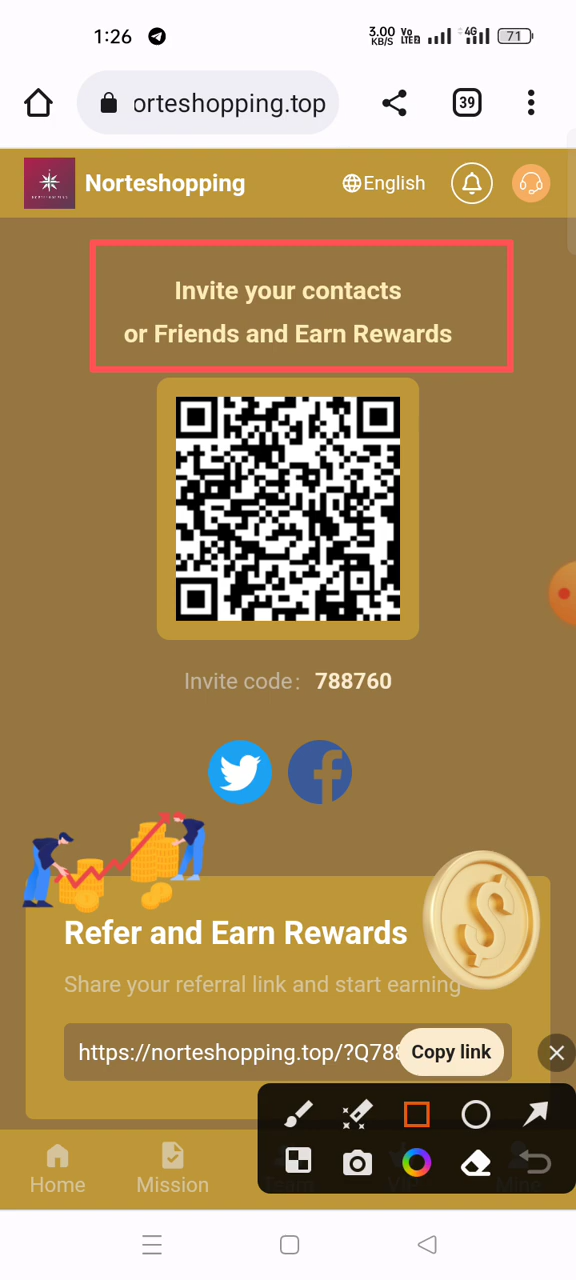 1:26
3.00
KB/S
Vo
LTE2
4G
71
orteshopping.top
39
Norteshopping
English
Invite your contacts
or Friends and Earn Rewards
Invite code: 788760
Refer and Earn Rewards
Share your referral link and start earning
https://norteshopping.top/?Q788
Copy link
Home
Mission